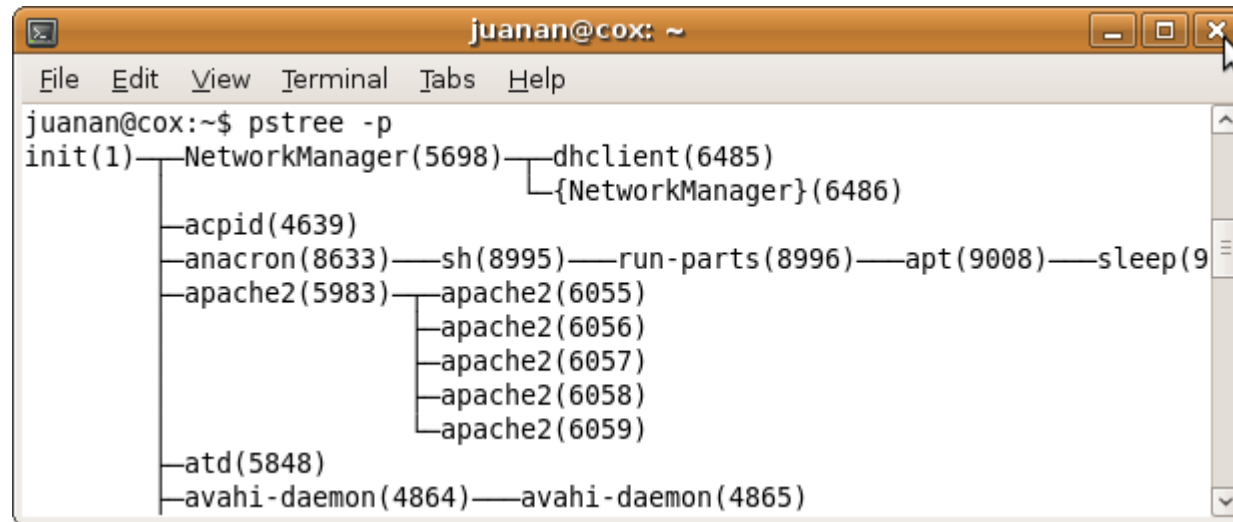 juanan@cox: ~
File Edit View Terminal Tabs Help
juanan@cox:~$ pstree -p
init(1)─┬─NetworkManager(5698)─┬─dhclient(6485)
        │                      └─{NetworkManager}(6486)
        ├─acpid(4639)
        ├─anacron(8633)───sh(8995)───run-parts(8996)───apt(9008)───sleep(9
        ├─apache2(5983)─┬─apache2(6055)
        │               ├─apache2(6056)
        │               ├─apache2(6057)
        │               ├─apache2(6058)
        │               └─apache2(6059)
        ├─atd(5848)
        ├─avahi-daemon(4864)───avahi-daemon(4865)